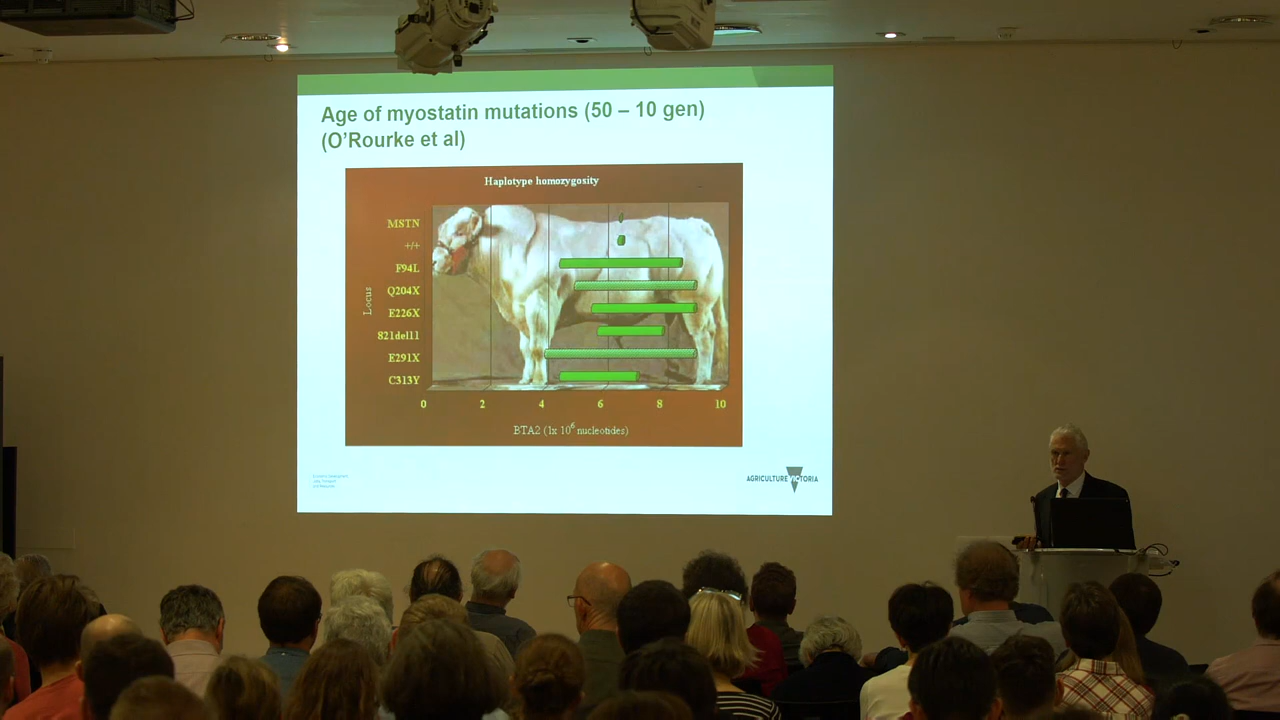 Age of myostatin mutations (50 – 10 gen)
(O'Rourke et al)
Haplotype homozygosity
MSTN
+/+
F94L
Q204X
E226X
821del11
E291X
C313Y
Locus
0 2 4 6 8 10
BTA2 (1x 10⁶ nucleotides)
AGRICULTURE VICTORIA